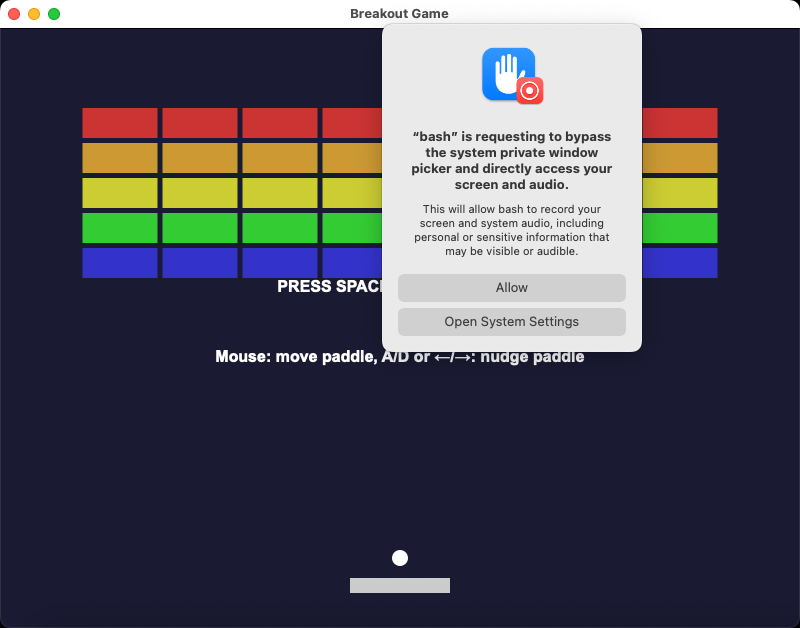 Breakout Game
“bash” is requesting to bypass
the system private window
picker and directly access your
screen and audio.
This will allow bash to record your
screen and system audio, including
personal or sensitive information that
may be visible or audible.
Allow
Open System Settings
PRESS SPAC
Mouse: move paddle, A/D or ←/→: nudge paddle